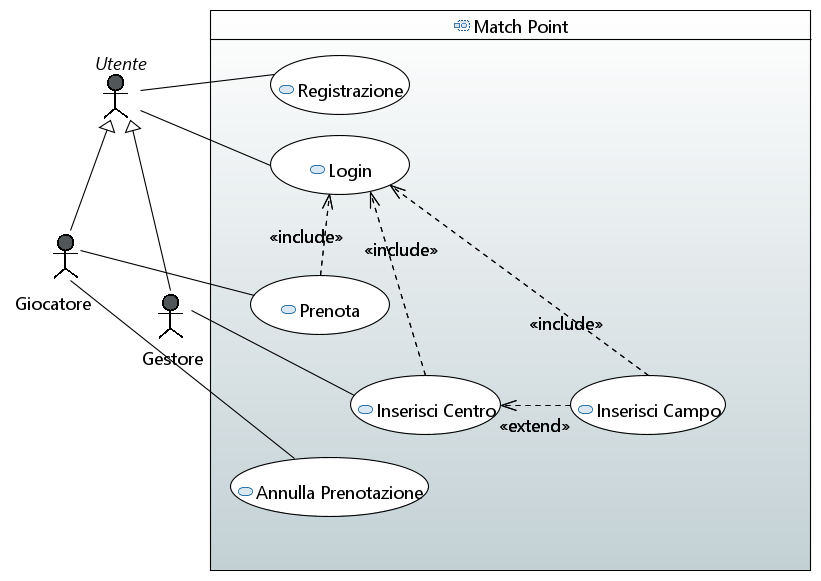 Match Point
Utente
Registrazione
Login
«include»
«include»
Giocatore
Prenota
«include»
Gestore
Inserisci Centro
Inserisci Campo
«extend»
Annulla Prenotazione